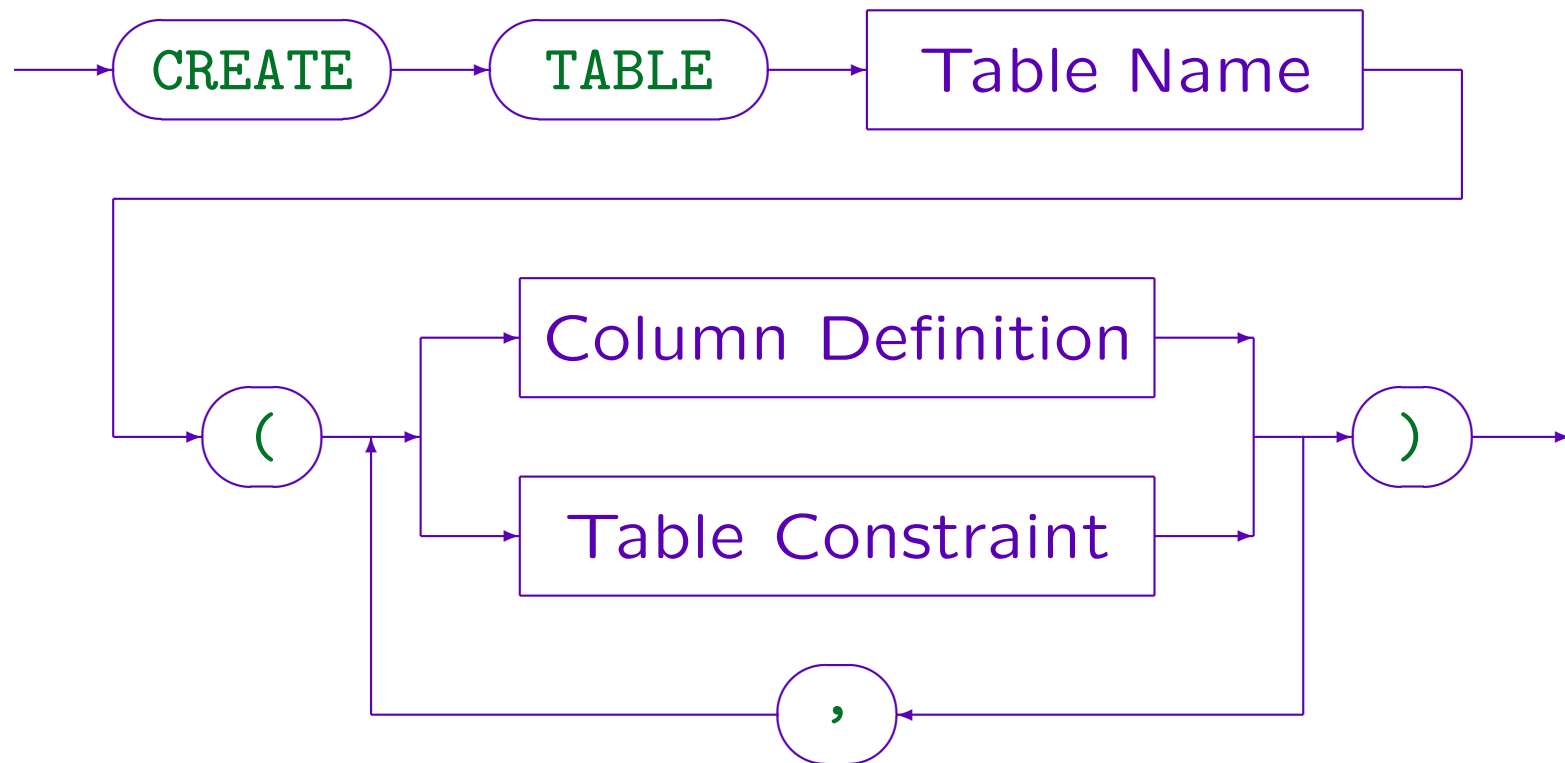 CREATE TABLE Table Name
Column Definition
( )
Table Constraint
,